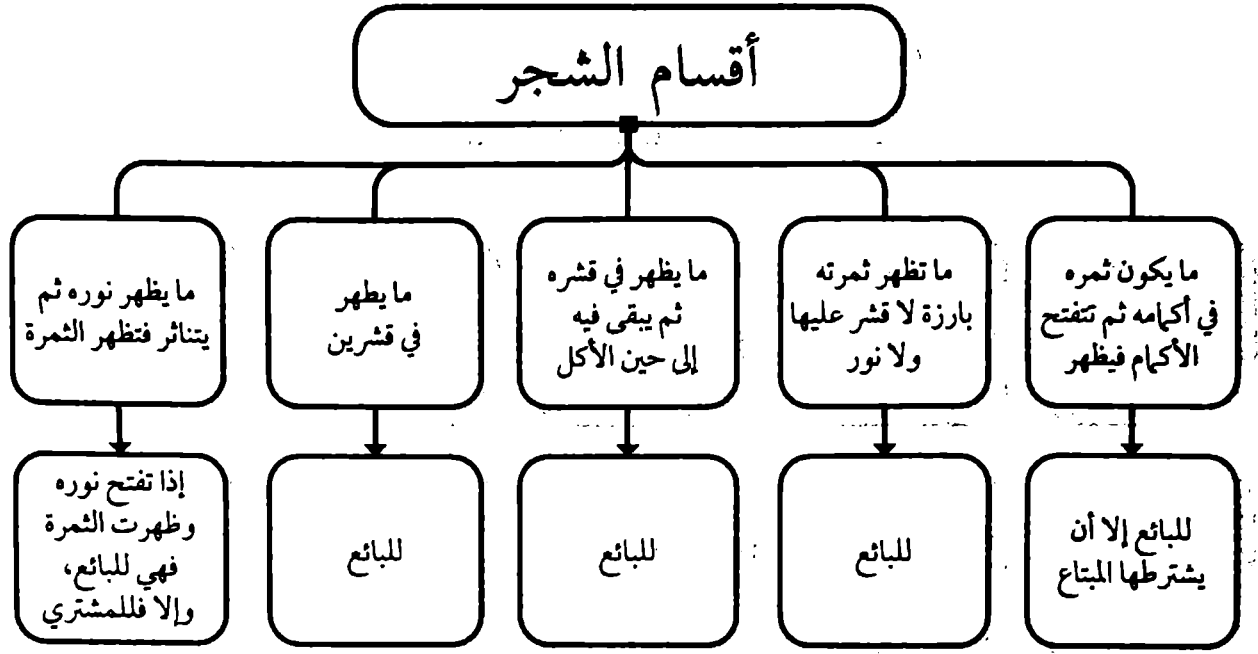 أقسام الشجر
ما يكون ثمره
في أكمامه ثم تتفتح
الأكمام فيظهر
ما تظهر ثمرته
بارزة لا قشر عليها
ولا نور
ما يظهر في قشره
ثم يبقى فيه
إلى حين الأكل
ما يطهر
في قشرين
ما يظهر نوره ثم
يتناثر فتظهر الثمرة
للبائع إلا أن
يشترطها المبتاع
للبائع
للبائع
للبائع
إذا تفتح نوره
وظهرت الثمرة
فهي للبائع،
وإلا فللمشتري